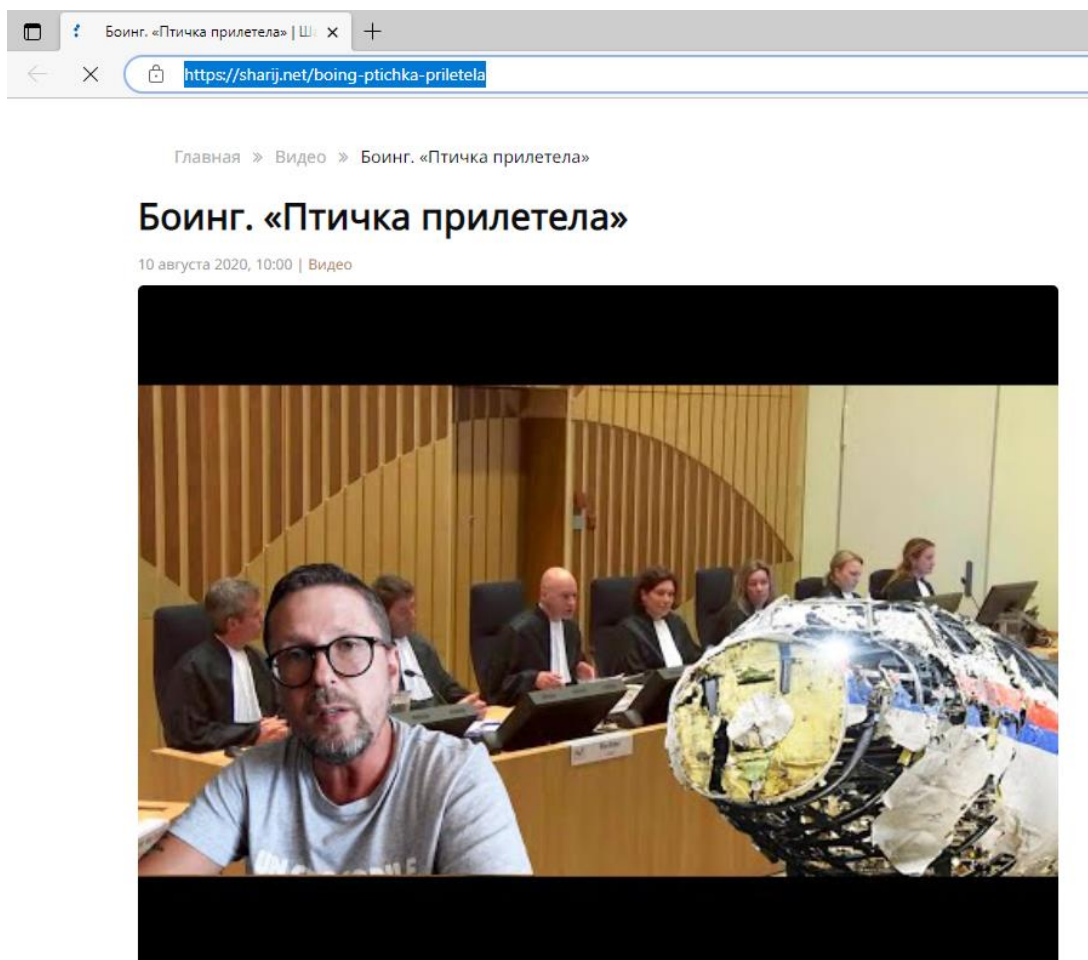 Боинг. «Птичка прилетела» | Ш
https://sharij.net/boing-ptichka-priletela
Главная » Видео » Боинг. «Птичка прилетела»
Боинг. «Птичка прилетела»
10 августа 2020, 10:00 | Видео